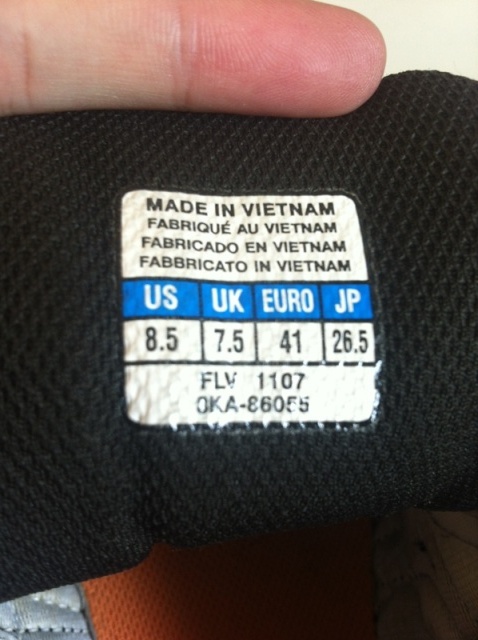 MADE IN VIETNAM
FABRIQUÉ AU VIETNAM
FABRICADO EN VIETNAM
FABBRICATO IN VIETNAM
US UK EURO JP
8.5 7.5 41 26.5
FLV 1107
0KA-86055